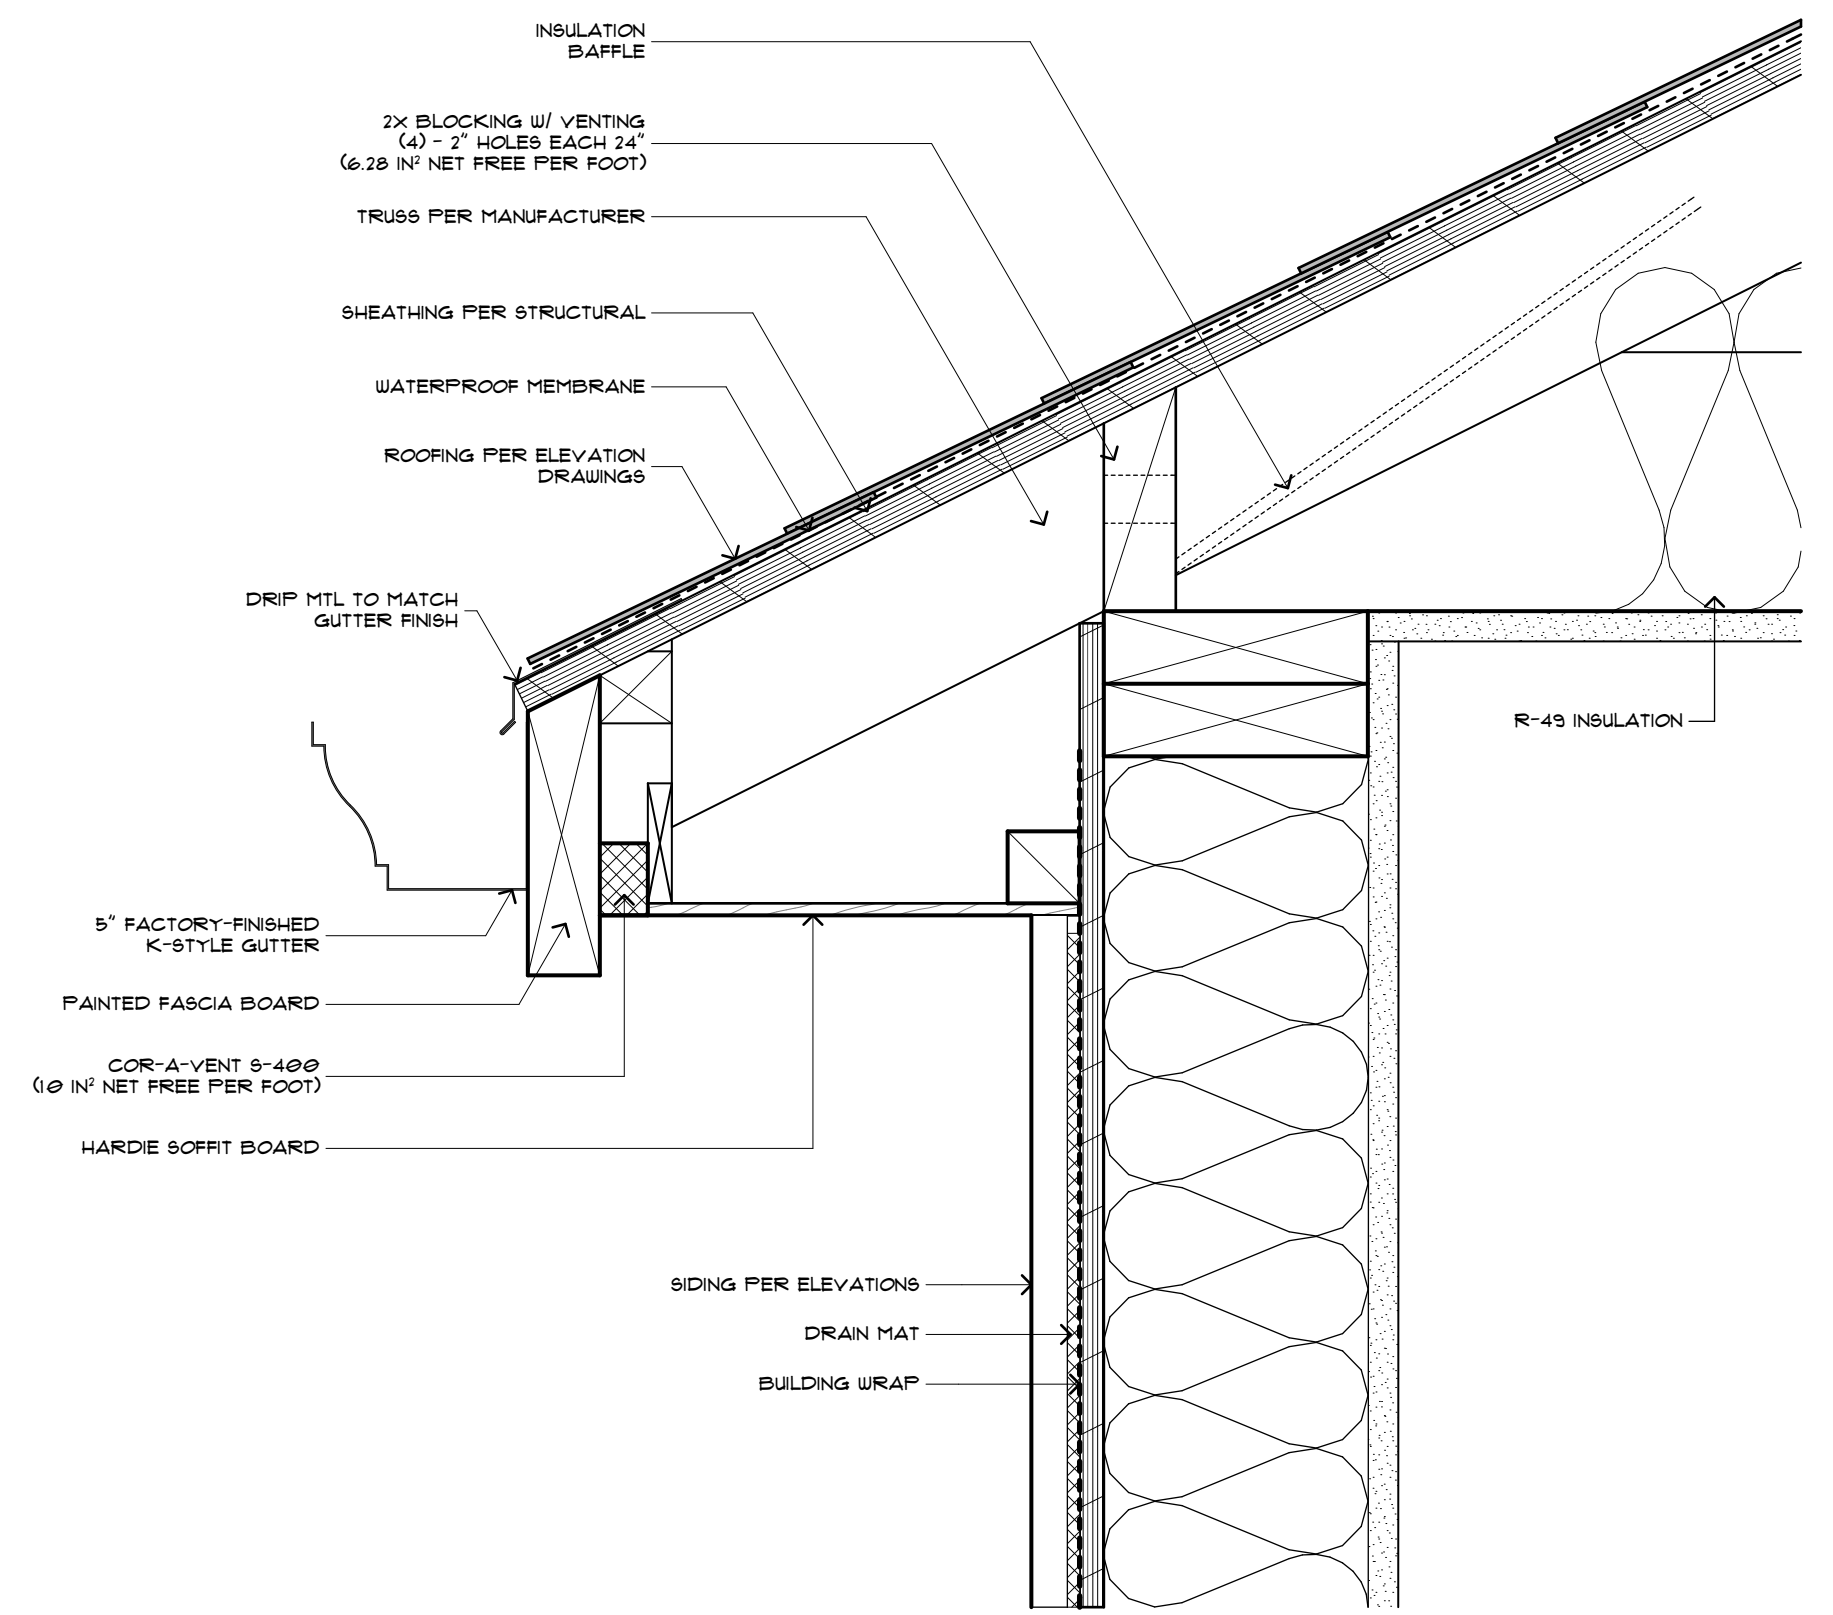 INSULATION
BAFFLE
2X BLOCKING W/ VENTING
(4) - 2" HOLES EACH 24"
(6.28 IN² NET FREE PER FOOT)
TRUSS PER MANUFACTURER
SHEATHING PER STRUCTURAL
WATERPROOF MEMBRANE
ROOFING PER ELEVATION
DRAWINGS
DRIP MTL TO MATCH
GUTTER FINISH
R-49 INSULATION
5" FACTORY-FINISHED
K-STYLE GUTTER
PAINTED FASCIA BOARD
COR-A-VENT S-400
(10 IN² NET FREE PER FOOT)
HARDIE SOFFIT BOARD
SIDING PER ELEVATIONS
DRAIN MAT
BUILDING WRAP